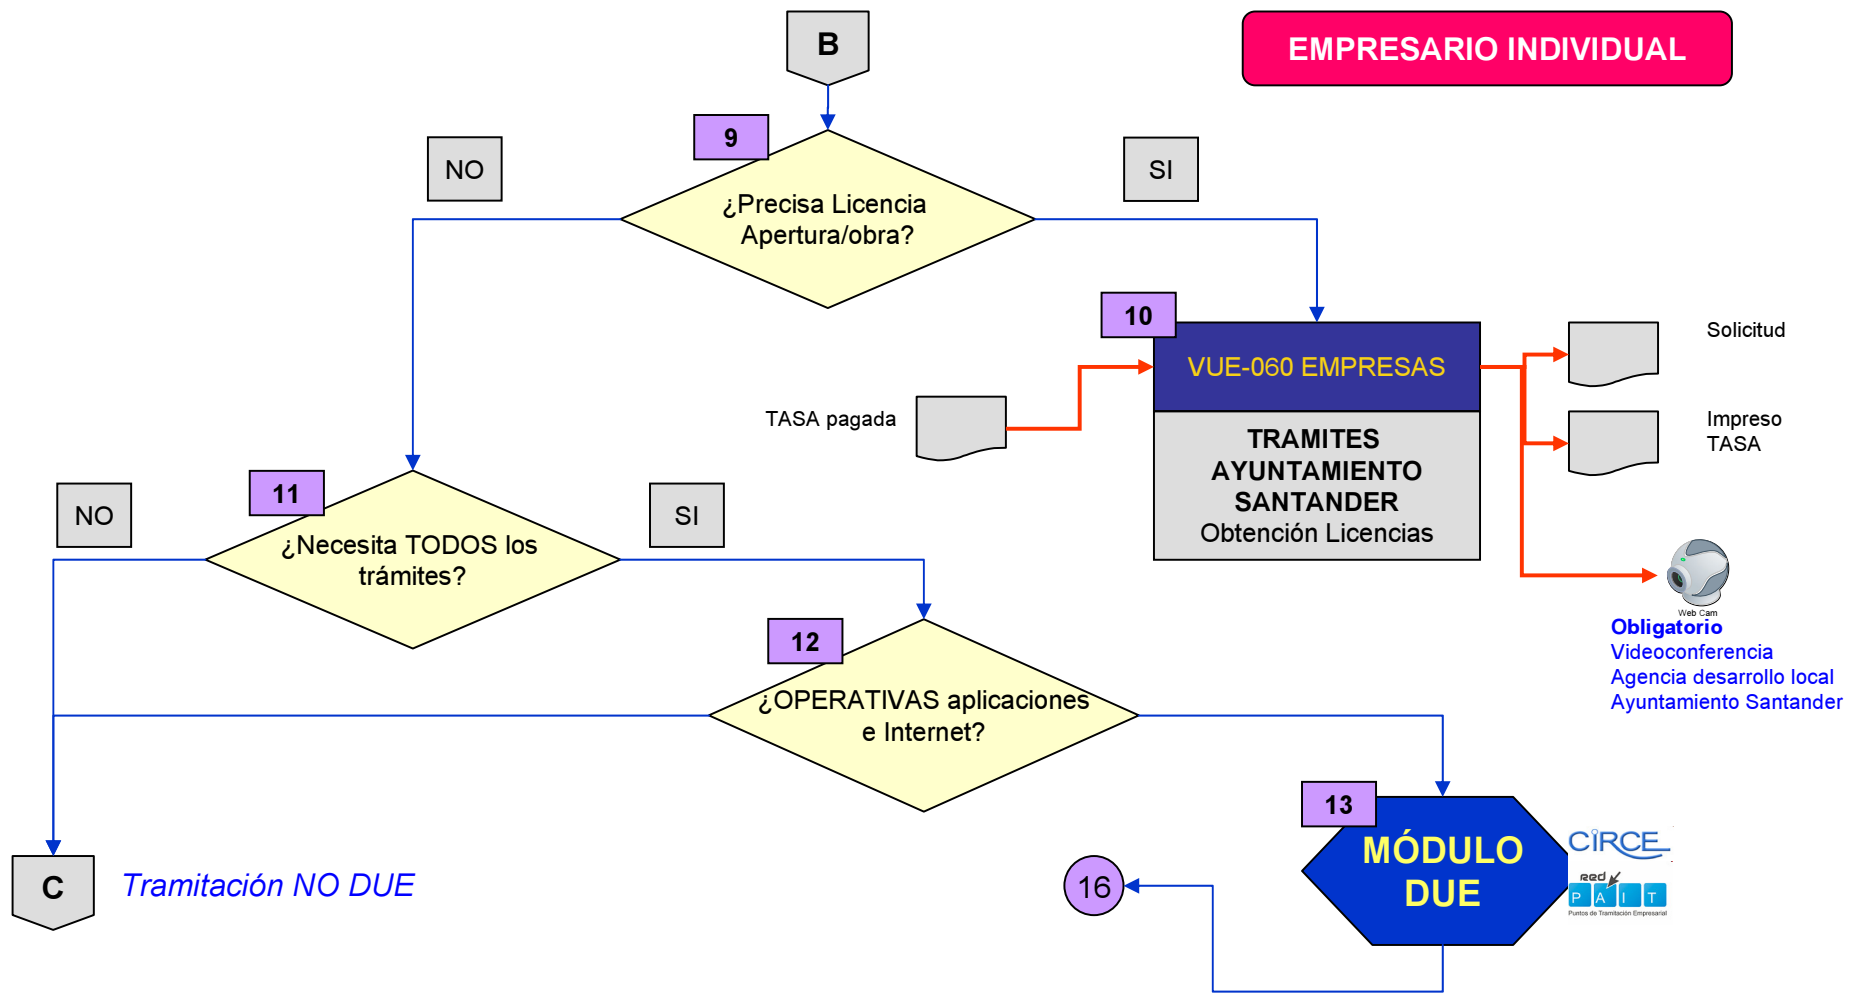 B
EMPRESARIO INDIVIDUAL
9
NO
SI
¿Precisa Licencia
Apertura/obra?
10
VUE-060 EMPRESAS
Solicitud
TASA pagada
Impreso
TASA
TRAMITES
AYUNTAMIENTO
SANTANDER
Obtención Licencias
11
NO
SI
¿Necesita TODOS los
trámites?
Web Cam
Obligatorio
Videoconferencia
Agencia desarrollo local
Ayuntamiento Santander
12
¿OPERATIVAS aplicaciones
e Internet?
13
MÓDULO
DUE
CIRCE
red
PAIT
Puntos de Tramitación Empresarial
C
Tramitación NO DUE
16